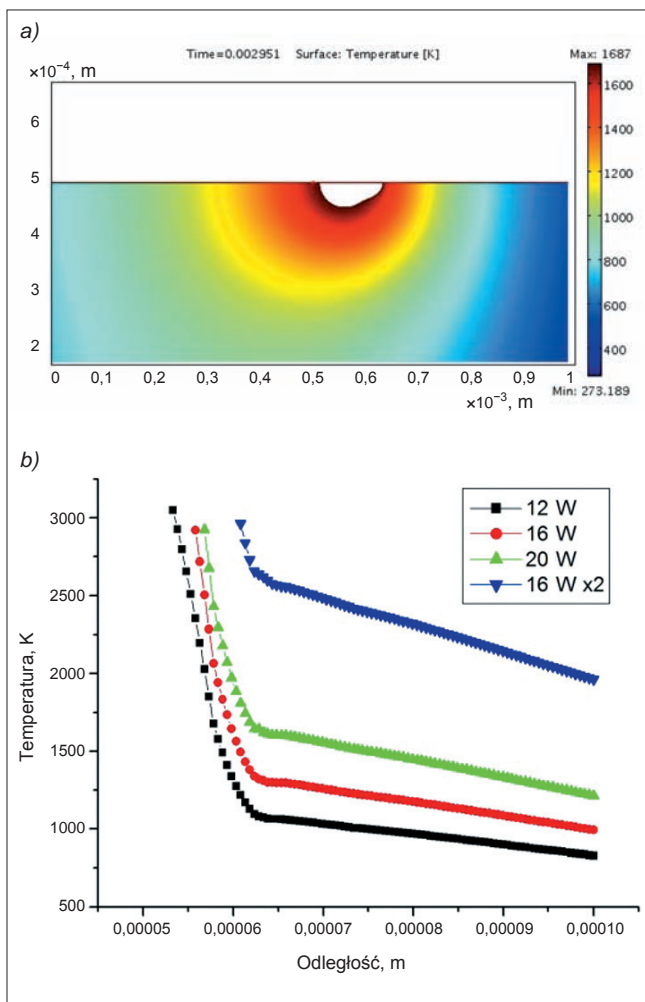 a)
Time=0.002951 Surface: Temperature [K]
Max: 1687
×10⁻⁴, m
6
5
4
3
2
0 0,1 0,2 0,3 0,4 0,5 0,6 0,7 0,8 0,9 1
×10⁻³, m
1600
1400
1200
1000
800
600
400
Min: 273.189
b)
12 W
16 W
20 W
16 W x2
Temperatura, K
3000
2500
2000
1500
1000
500
0,00005 0,00006 0,00007 0,00008 0,00009 0,00010
Odległość, m